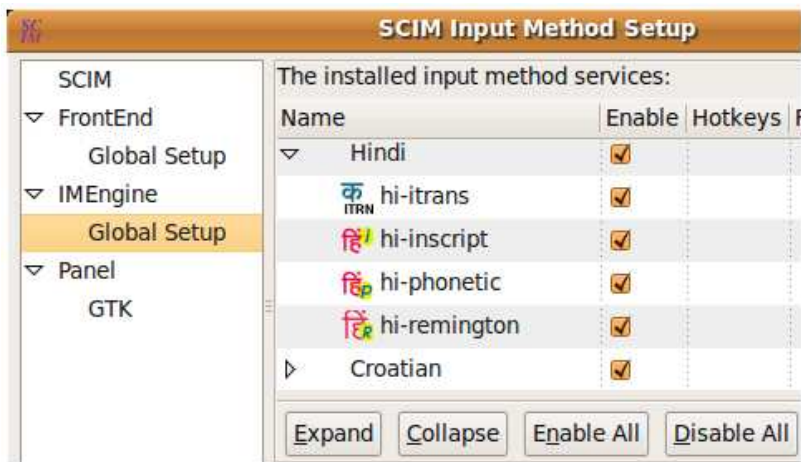 SCIM Input Method Setup
SCIM
FrontEnd
Global Setup
IMEngine
Global Setup
Panel
GTK
The installed input method services:
Name Enable Hotkeys F
Hindi
क ITRN hi-itrans
हिं i hi-inscript
हिं p hi-phonetic
हिं R hi-remington
Croatian
Expand Collapse Enable All Disable All